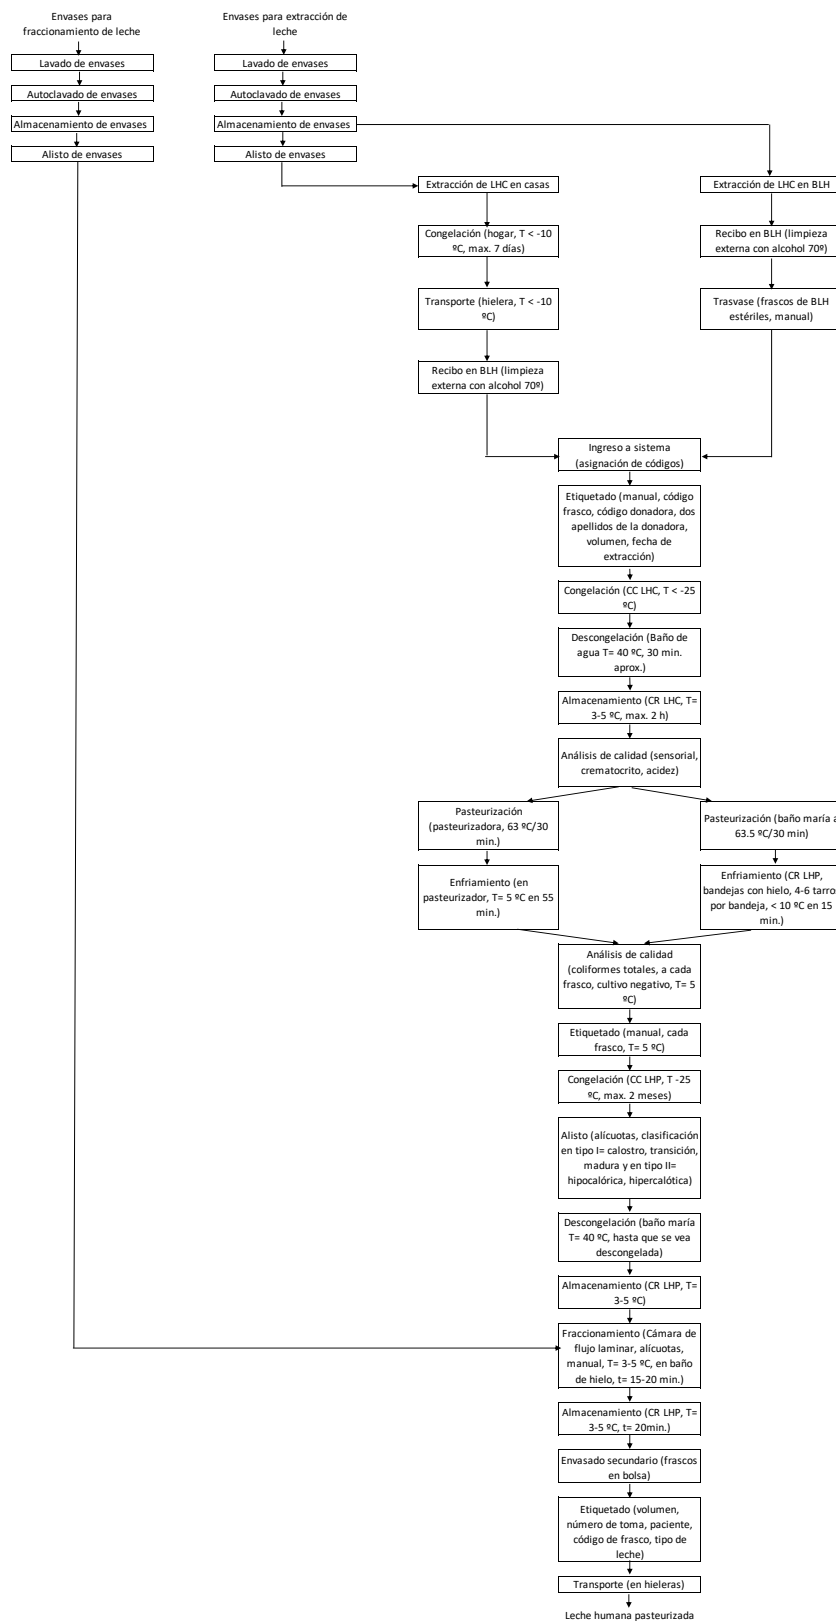 Envases para
fraccionamiento de leche
Lavado de envases
Autoclavado de envases
Almacenamiento de envases
Alisto de envases
Envases para extracción de
leche
Lavado de envases
Autoclavado de envases
Almacenamiento de envases
Alisto de envases
Extracción de LHC en casas
Congelación (hogar, T < -10
ºC, max. 7 días)
Transporte (hielera, T < -10
ºC)
Recibo en BLH (limpieza
externa con alcohol 70º)
Extracción de LHC en BLH
Recibo en BLH (limpieza
externa con alcohol 70º)
Trasvase (frascos de BLH
estériles, manual)
Ingreso a sistema
(asignación de códigos)
Etiquetado (manual, código
frasco, código donadora, dos
apellidos de la donadora,
volumen, fecha de
extracción)
Congelación (CC LHC, T < -25
ºC)
Descongelación (Baño de
agua T= 40 ºC, 30 min.
aprox.)
Almacenamiento (CR LHC, T=
3-5 ºC, max. 2 h)
Análisis de calidad (sensorial,
crematocrito, acidez)
Pasteurización
(pasteurizadora, 63 ºC/30
min.)
Enfriamiento (en
pasteurizador, T= 5 ºC en 55
min.)
Pasteurización (baño maría a
63.5 ºC/30 min)
Enfriamiento (CR LHP,
bandejas con hielo, 4-6 tarros
por bandeja, < 10 ºC en 15
min.)
Análisis de calidad
(coliformes totales, a cada
frasco, cultivo negativo, T= 5
ºC)
Etiquetado (manual, cada
frasco, T= 5 ºC)
Congelación (CC LHP, T -25
ºC, max. 2 meses)
Alisto (alícuotas, clasificación
en tipo I= calostro, transición,
madura y en tipo II=
hipocalórica, hipercalótica)
Descongelación (baño maría
T= 40 ºC, hasta que se vea
descongelada)
Almacenamiento (CR LHP, T=
3-5 ºC)
Fraccionamiento (Cámara de
flujo laminar, alícuotas,
manual, T= 3-5 ºC, en baño
de hielo, t= 15-20 min.)
Almacenamiento (CR LHP, T=
3-5 ºC, t= 20min.)
Envasado secundario (frascos
en bolsa)
Etiquetado (volumen,
número de toma, paciente,
código de frasco, tipo de
leche)
Transporte (en hieleras)
Leche humana pasteurizada